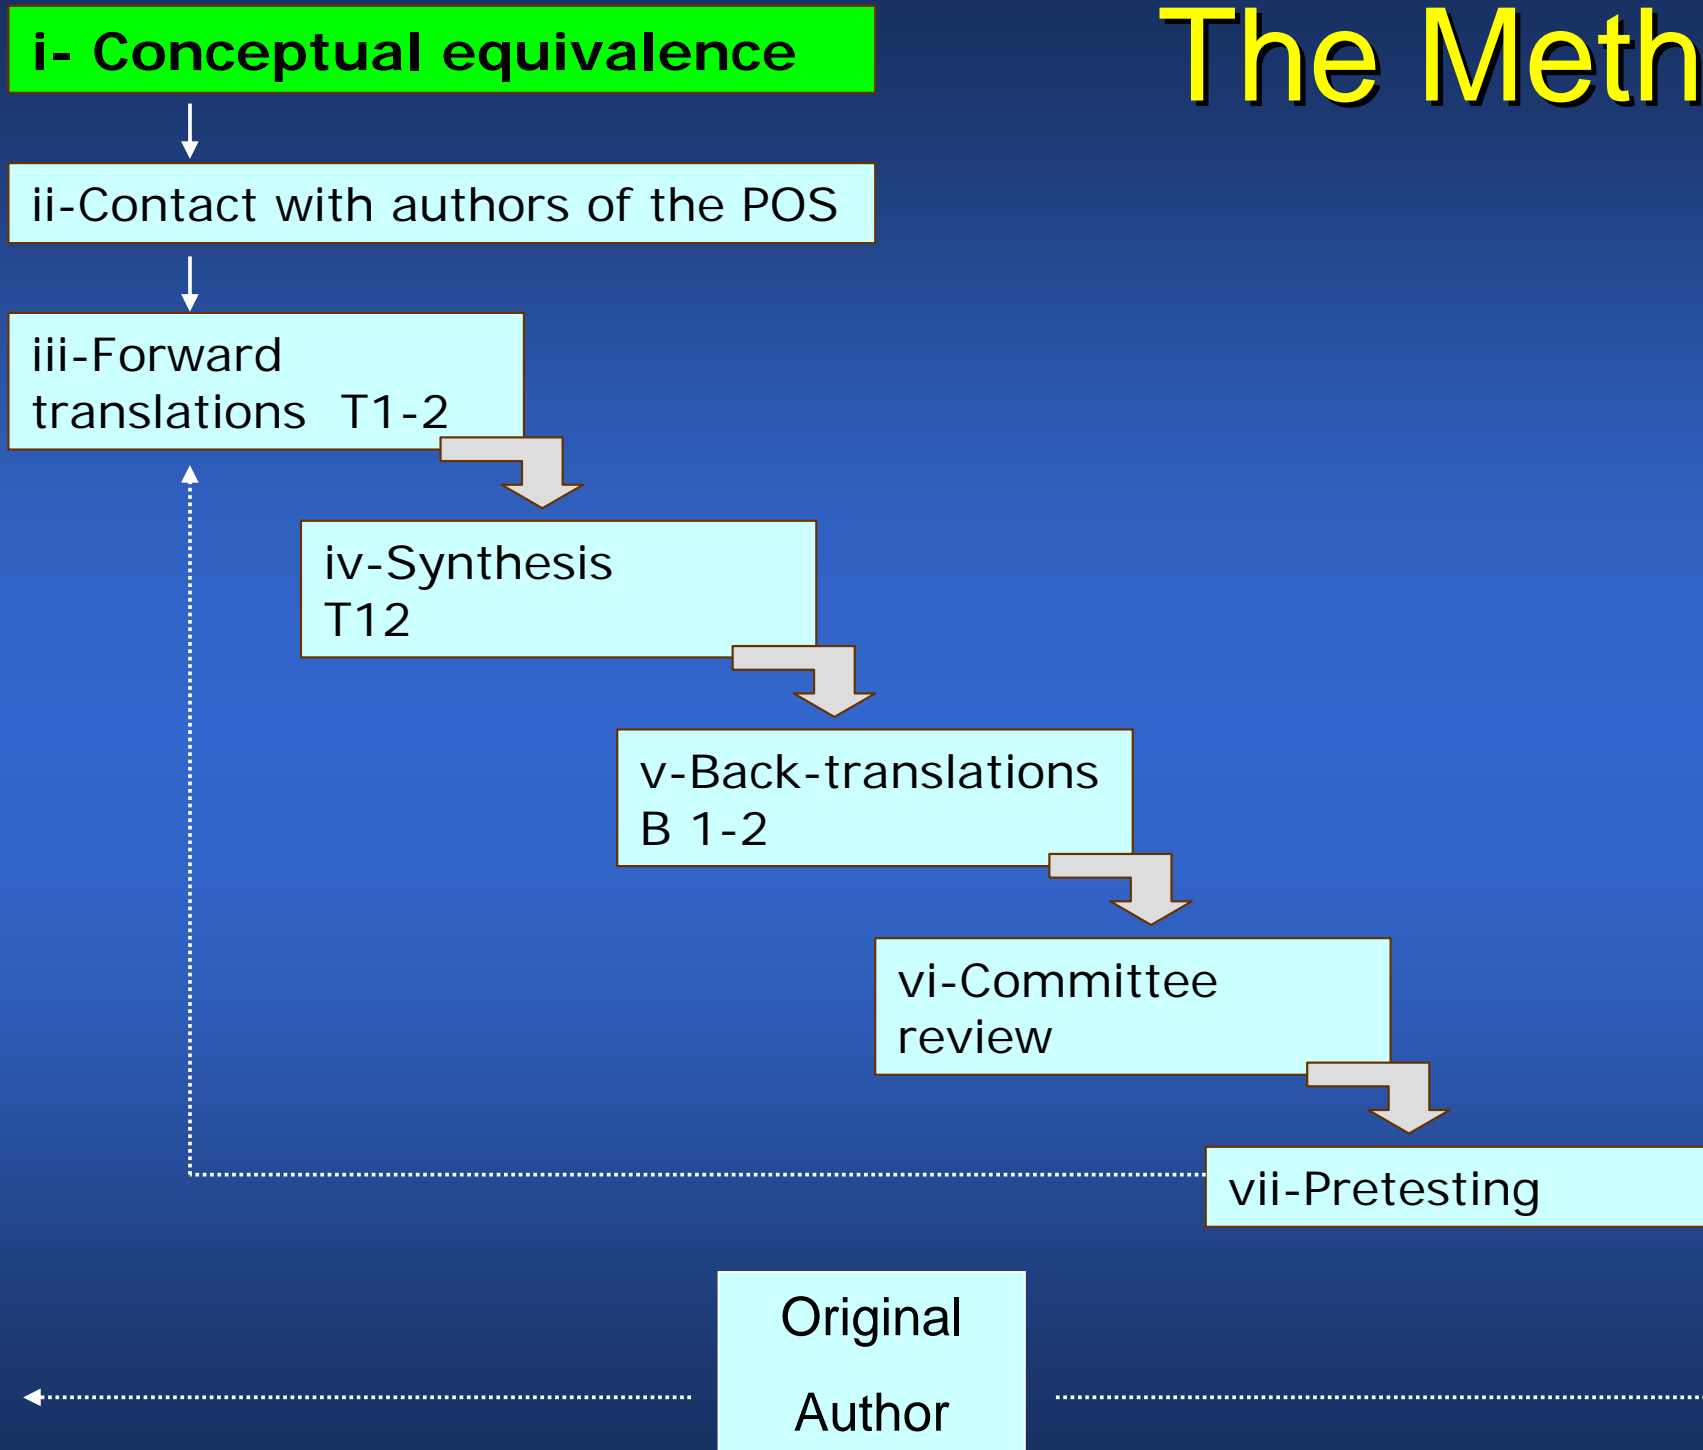 The Meth
i- Conceptual equivalence
ii-Contact with authors of the POS
iii-Forward
translations T1-2
iv-Synthesis
T12
v-Back-translations
B 1-2
vi-Committee
review
vii-Pretesting
Original
Author